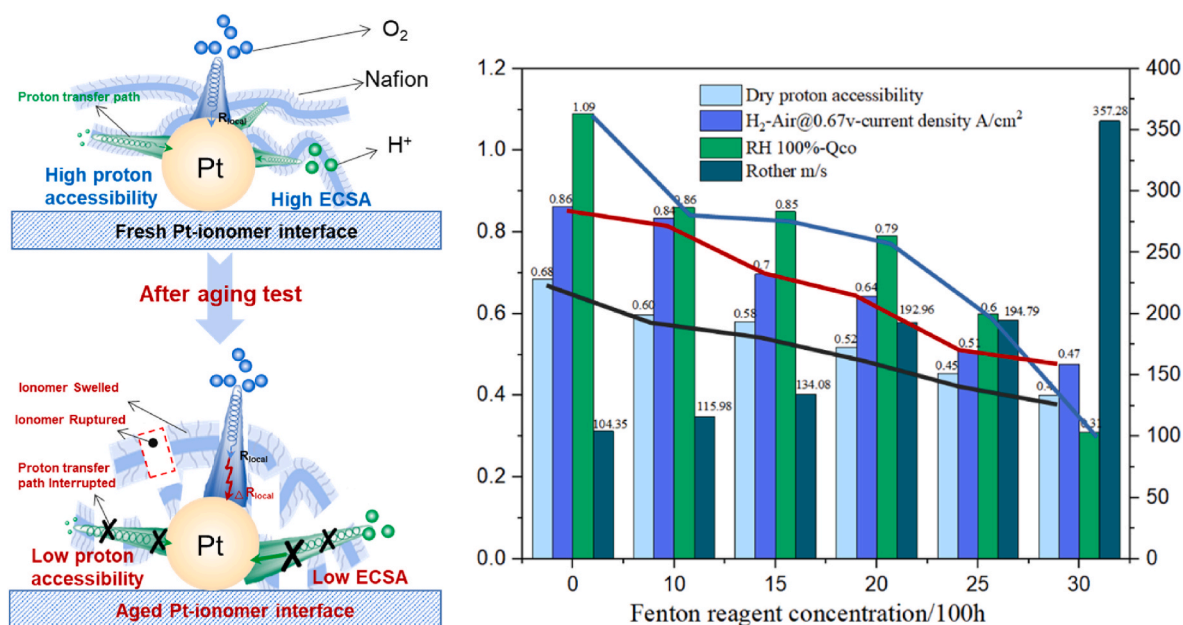 O2
Nafion
Proton transfer path
Rlocal
H+
Pt
High proton
accessibility
High ECSA
Fresh Pt-ionomer interface
After aging test
Ionomer Swelled
Ionomer Ruptured
Proton transfer
path Interrupted
Rlocal
△ Rlocal
Pt
Low proton
accessibility
Low ECSA
Aged Pt-ionomer interface
1.2
1.0
0.8
0.6
0.4
0.2
0.0
400
350
300
250
200
150
100
50
0
Dry proton accessibility
H2-Air@0.67v-current density A/cm2
RH 100%-Qco
Rother m/s
0.68
0.86
1.09
104.35
0.60
0.84
0.86
115.98
0.58
0.7
0.85
134.08
0.52
0.64
0.79
192.96
0.45
0.51
0.6
194.79
0.4
0.47
0.31
357.28
0
10
15
20
25
30
Fenton reagent concentration/100h